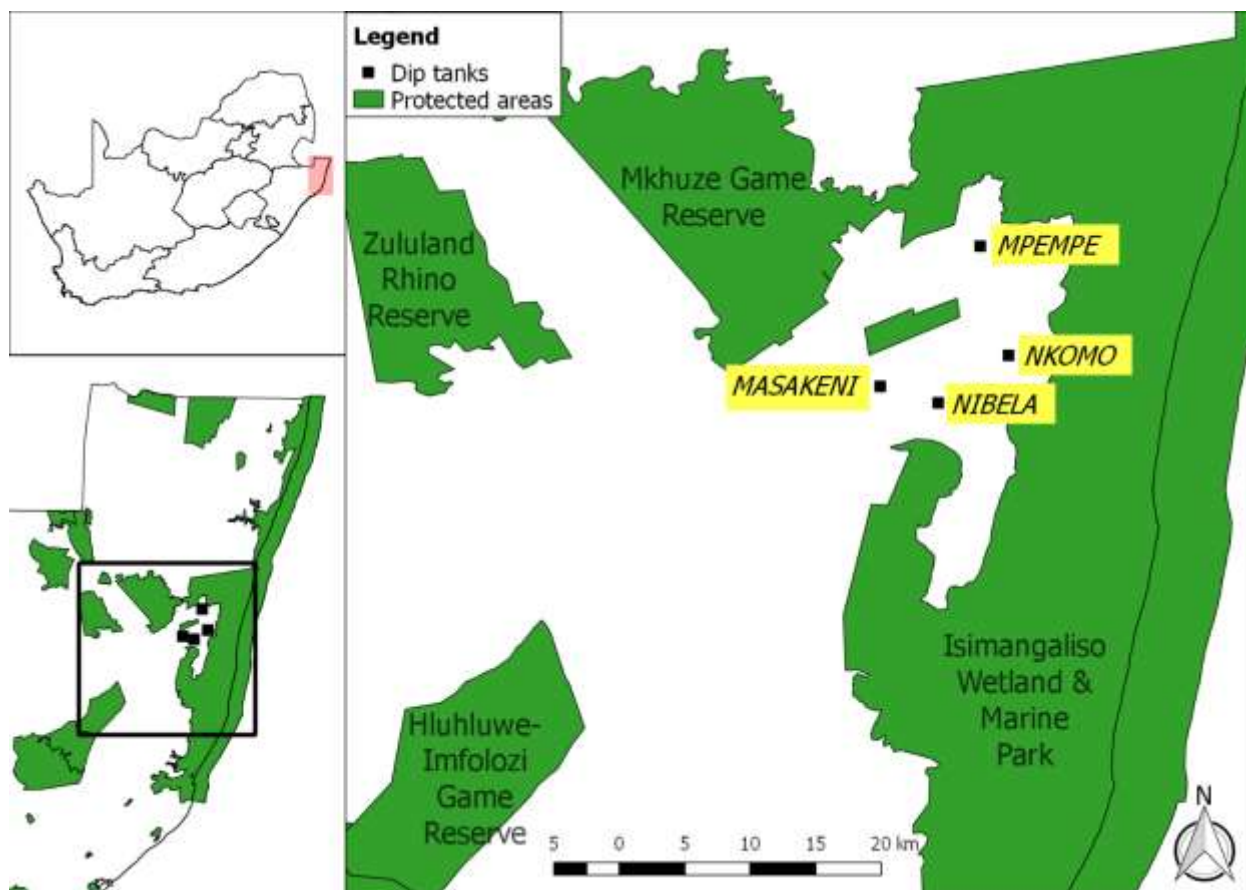 Legend
Dip tanks
Protected areas
Mkhuze Game
Reserve
Zululand
Rhino
Reserve
MPEMPE
NKOMO
MASAKENI
NIBELA
Isimangaliso
Wetland &
Marine
Park
Hluhluwe-
Imfolozi
Game
Reserve
5 0 5 10 15 20 km
N